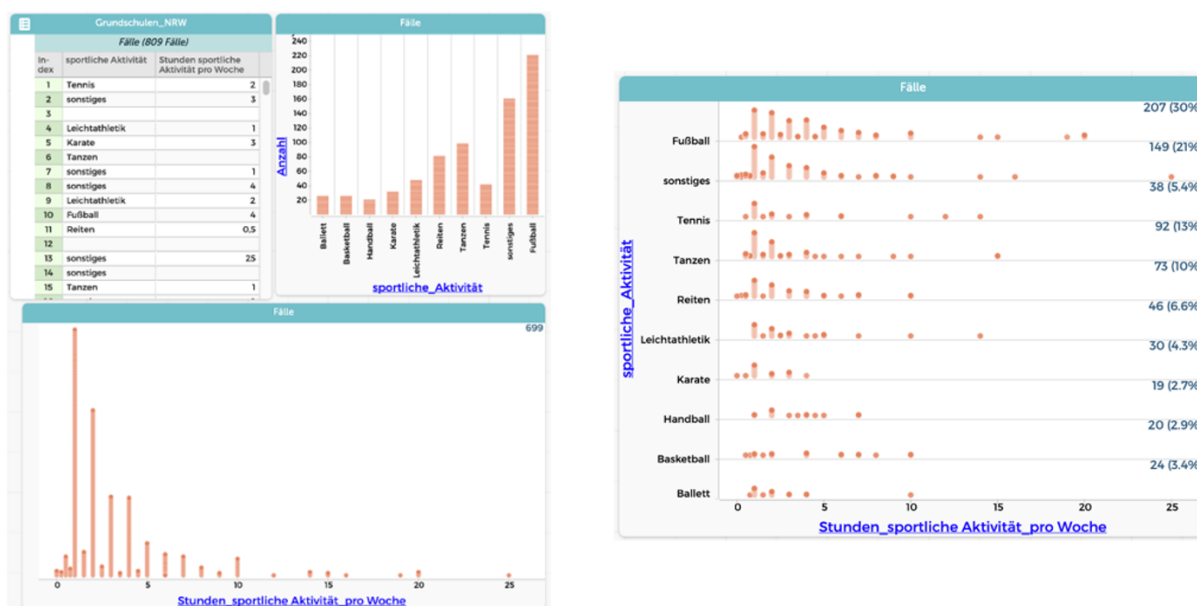 Grundschulen_NRW
Fälle (809 Fälle)
In-
dex
sportliche Aktivität
Stunden sportliche
Aktivität pro Woche
1 Tennis 2
2 sonstiges 3
3
4 Leichtathletik 1
5 Karate 3
6 Tanzen
7 sonstiges 1
8 sonstiges 4
9 Leichtathletik 2
10 Fußball 4
11 Reiten 0,5
12
13 sonstiges 25
14 sonstiges
15 Tanzen 1
Fälle
240
220
200
180
160
140
120
100
80
60
40
20
Anzahl
Ballett
Basketball
Handball
Karate
Leichtathletik
Reiten
Tanzen
Tennis
sonstiges
Fußball
sportliche_Aktivität
Fälle
699
0 5 10 15 20 25
Stunden_sportliche Aktivität_pro Woche
Fälle
207 (30%
Fußball
149 (21%
sonstiges
38 (5.4%
Tennis
92 (13%
Tanzen
73 (10%
Reiten
46 (6.6%
Leichtathletik
30 (4.3%
Karate
19 (2.7%
Handball
20 (2.9%
Basketball
24 (3.4%
Ballett
sportliche_Aktivität
0 5 10 15 20 25
Stunden_sportliche Aktivität_pro Woche